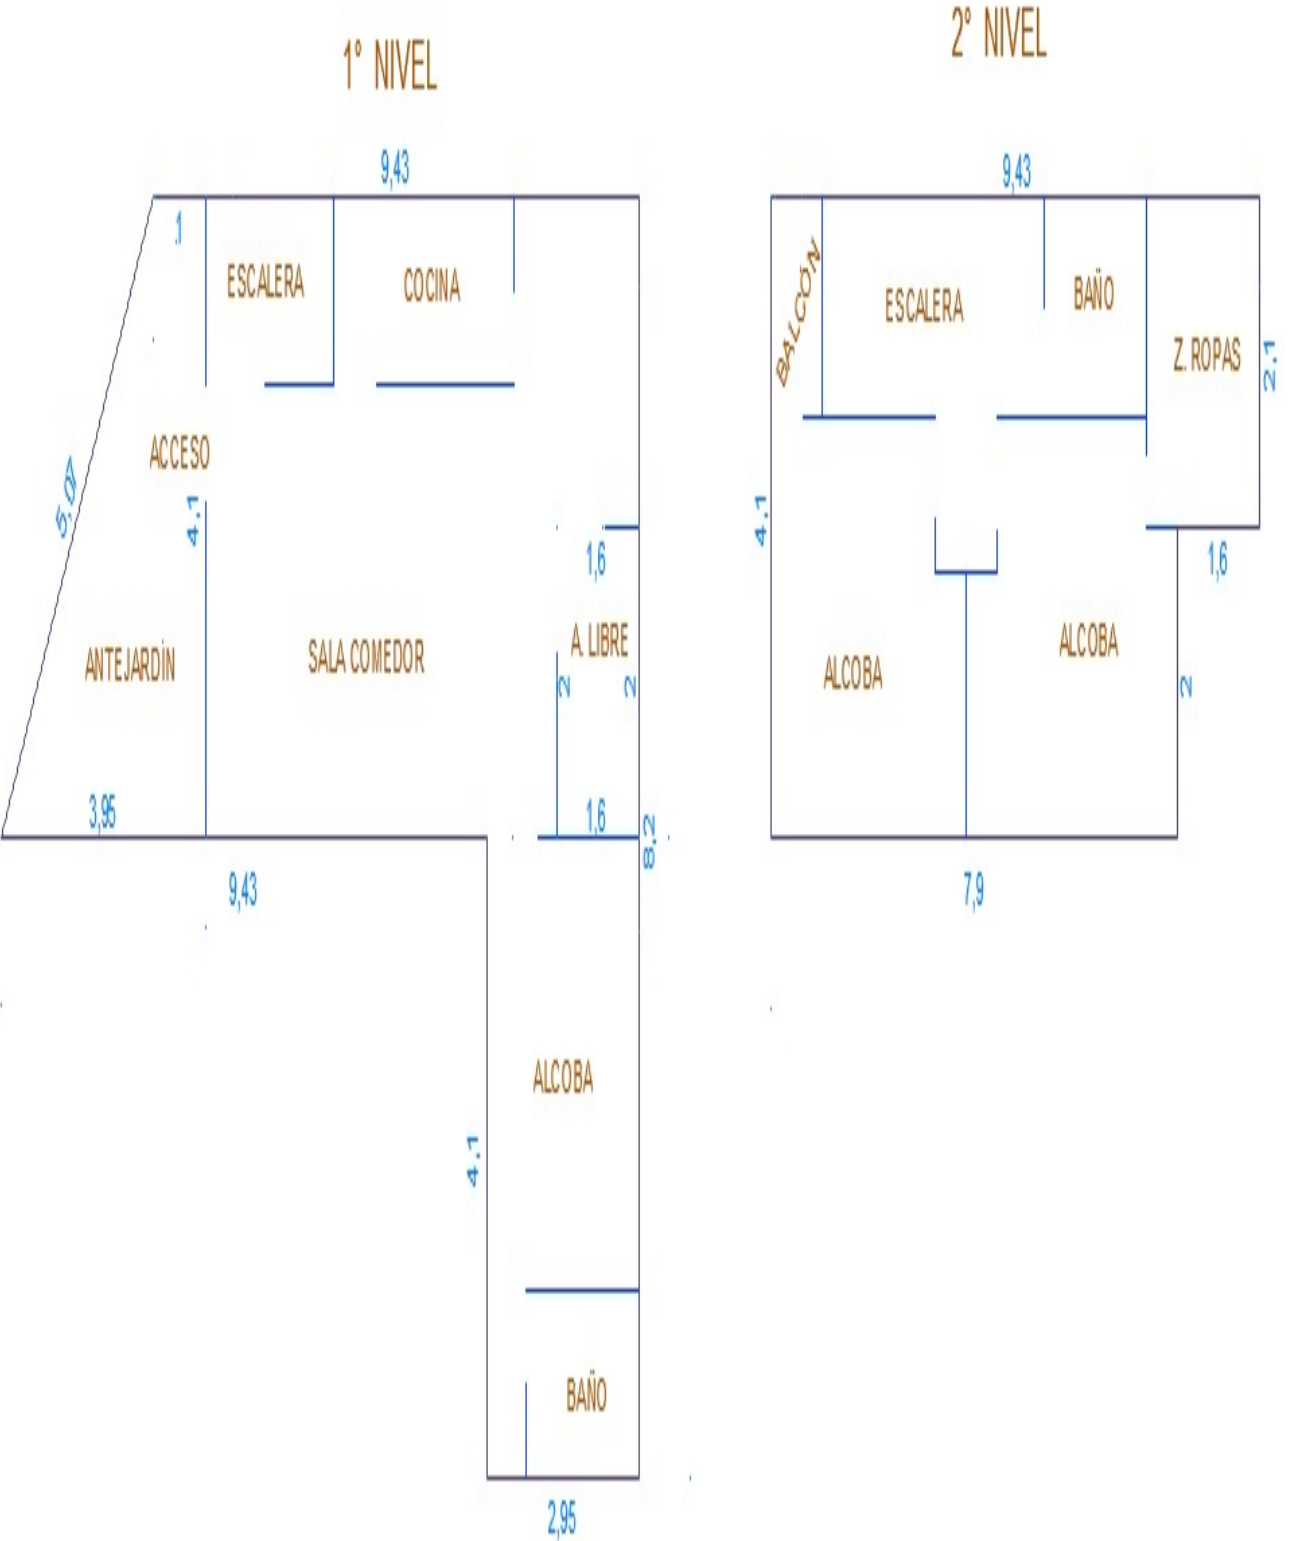 1° NIVEL
9,43
.1
ESCALERA
COCINA
ACCESO
5,07
4.1
1,6
ANTEJARDÍN
SALA COMEDOR
A. LIBRE
2
2
3,95
1,6
8.2
9,43
ALCOBA
4.1
BAÑO
2,95
2° NIVEL
9,43
BALCÓN
ESCALERA
BAÑO
Z. ROPAS
2.1
4.1
1,6
ALCOBA
ALCOBA
2
7,9